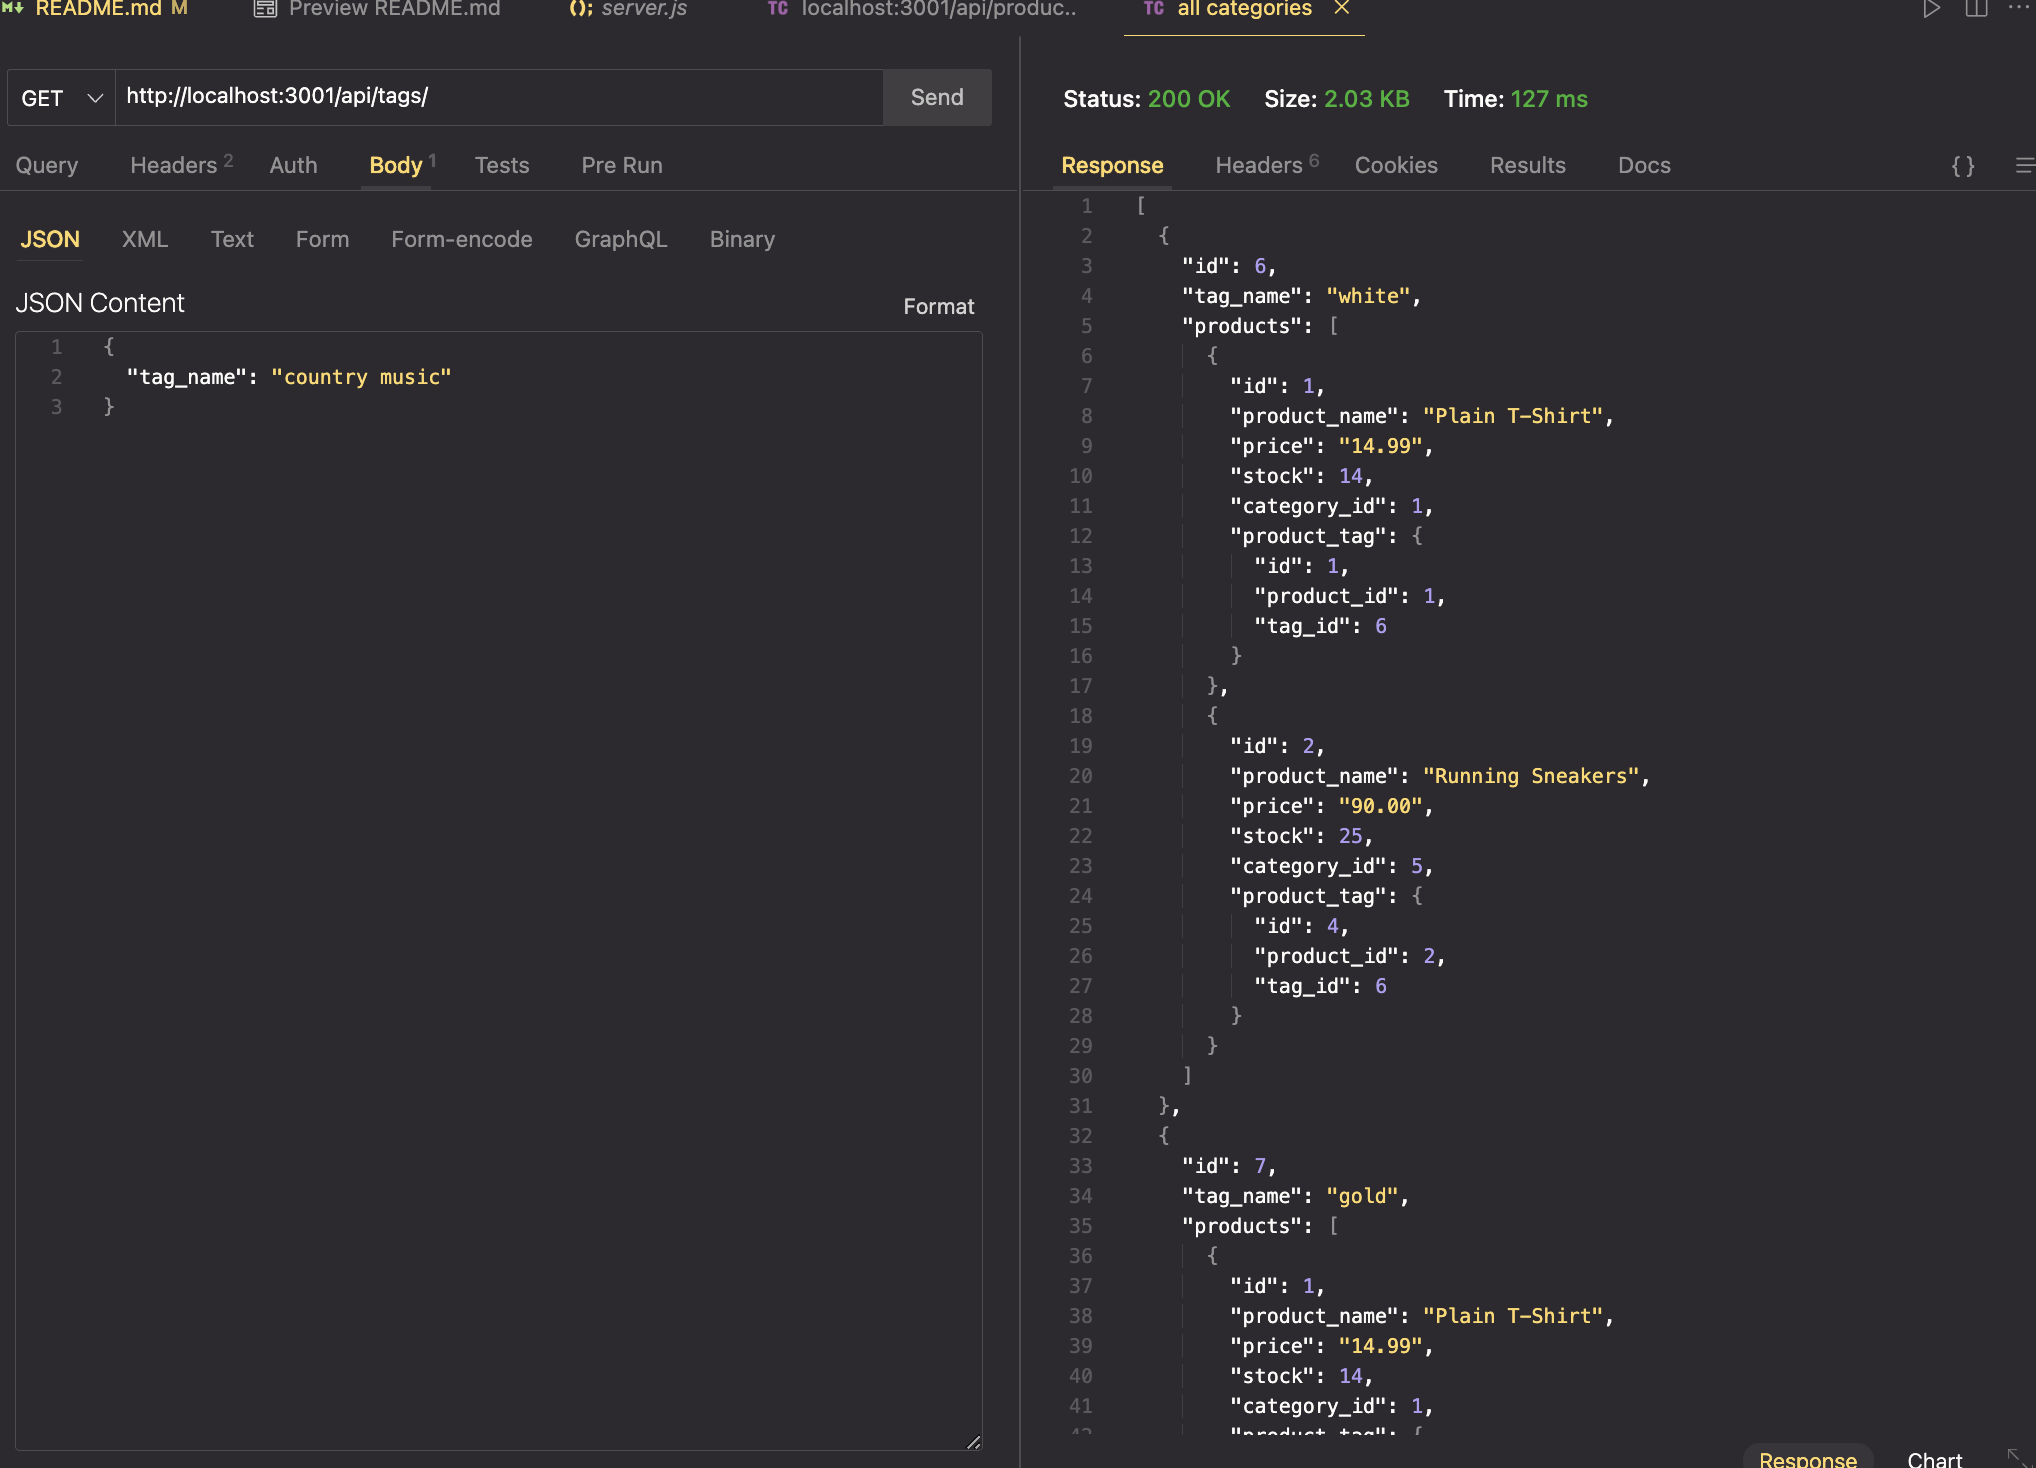 README.md M Preview README.md (); server.js TC localhost:3001/api/produc.. TC all categories
GET http://localhost:3001/api/tags/ Send
Query Headers 2 Auth Body 1 Tests Pre Run
JSON XML Text Form Form-encode GraphQL Binary
JSON Content Format
1 {
2 "tag_name": "country music"
3 }
Status: 200 OK Size: 2.03 KB Time: 127 ms
Response Headers 6 Cookies Results Docs {}
1 [
2 {
3 "id": 6,
4 "tag_name": "white",
5 "products": [
6 {
7 "id": 1,
8 "product_name": "Plain T-Shirt",
9 "price": "14.99",
10 "stock": 14,
11 "category_id": 1,
12 "product_tag": {
13 "id": 1,
14 "product_id": 1,
15 "tag_id": 6
16 }
17 },
18 {
19 "id": 2,
20 "product_name": "Running Sneakers",
21 "price": "90.00",
22 "stock": 25,
23 "category_id": 5,
24 "product_tag": {
25 "id": 4,
26 "product_id": 2,
27 "tag_id": 6
28 }
29 }
30 ]
31 },
32 {
33 "id": 7,
34 "tag_name": "gold",
35 "products": [
36 {
37 "id": 1,
38 "product_name": "Plain T-Shirt",
39 "price": "14.99",
40 "stock": 14,
41 "category_id": 1,
42 "product_tag": {
Response Chart